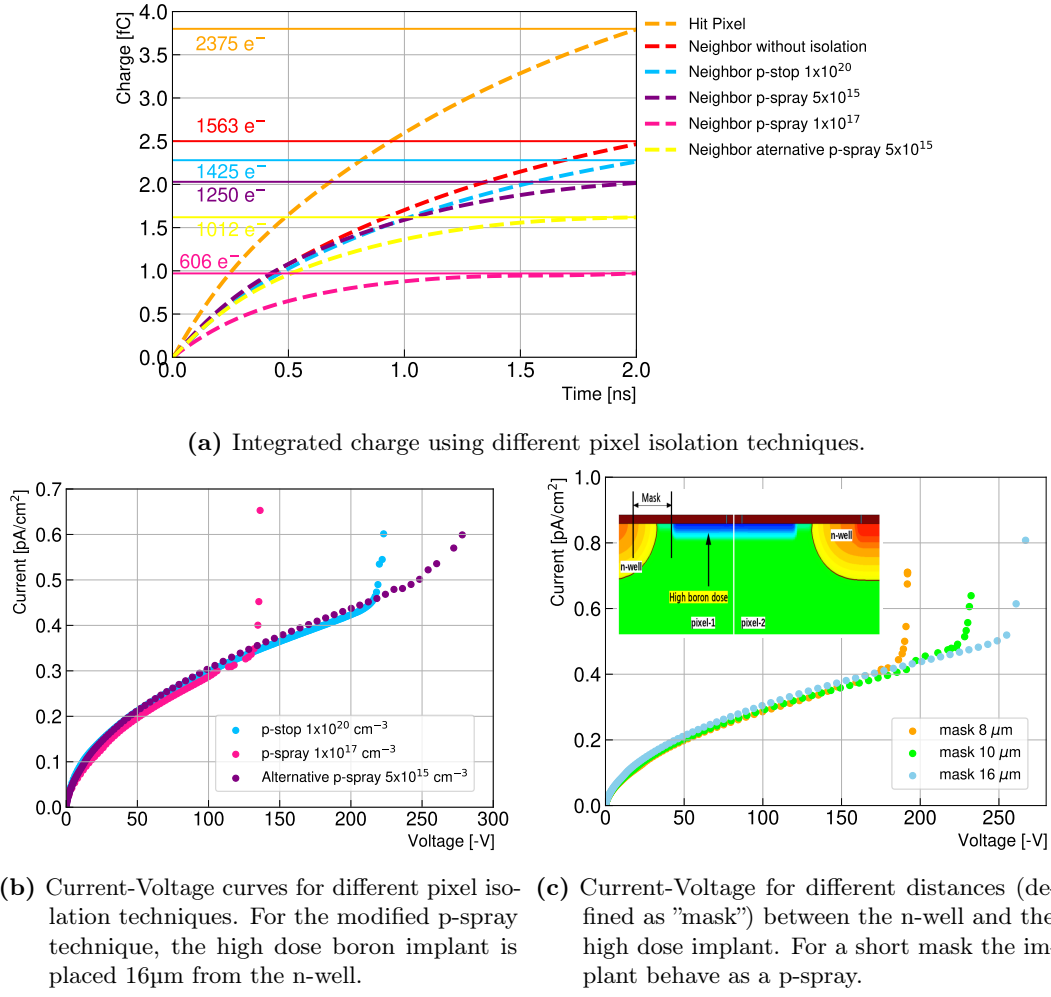 Charge [fC]
4.0
3.5
3.0
2.5
2.0
1.5
1.0
0.5
0.0
2375 e⁻
1563 e⁻
1425 e⁻
1250 e⁻
1012 e⁻
606 e⁻
0.0 0.5 1.0 1.5 2.0
Time [ns]
Hit Pixel
Neighbor without isolation
Neighbor p-stop 1x10²⁰
Neighbor p-spray 5x10¹⁵
Neighbor p-spray 1x10¹⁷
Neighbor aternative p-spray 5x10¹⁵
(a) Integrated charge using different pixel isolation techniques.
Current [pA/cm²]
0.7
0.6
0.5
0.4
0.3
0.2
0.1
0.0
0 50 100 150 200 250 300
Voltage [-V]
p-stop 1x10²⁰ cm⁻³
p-spray 1x10¹⁷ cm⁻³
Alternative p-spray 5x10¹⁵ cm⁻³
Current [pA/cm²]
1.0
0.8
0.6
0.4
0.2
0.0
0 50 100 150 200 250
Voltage [-V]
Mask
n-well
n-well
High boron dose
pixel-1 pixel-2
mask 8 μm
mask 10 μm
mask 16 μm
(b) Current-Voltage curves for different pixel iso-
lation techniques. For the modified p-spray
technique, the high dose boron implant is
placed 16μm from the n-well.
(c) Current-Voltage for different distances (de-
fined as ”mask”) between the n-well and the
high dose implant. For a short mask the im-
plant behave as a p-spray.